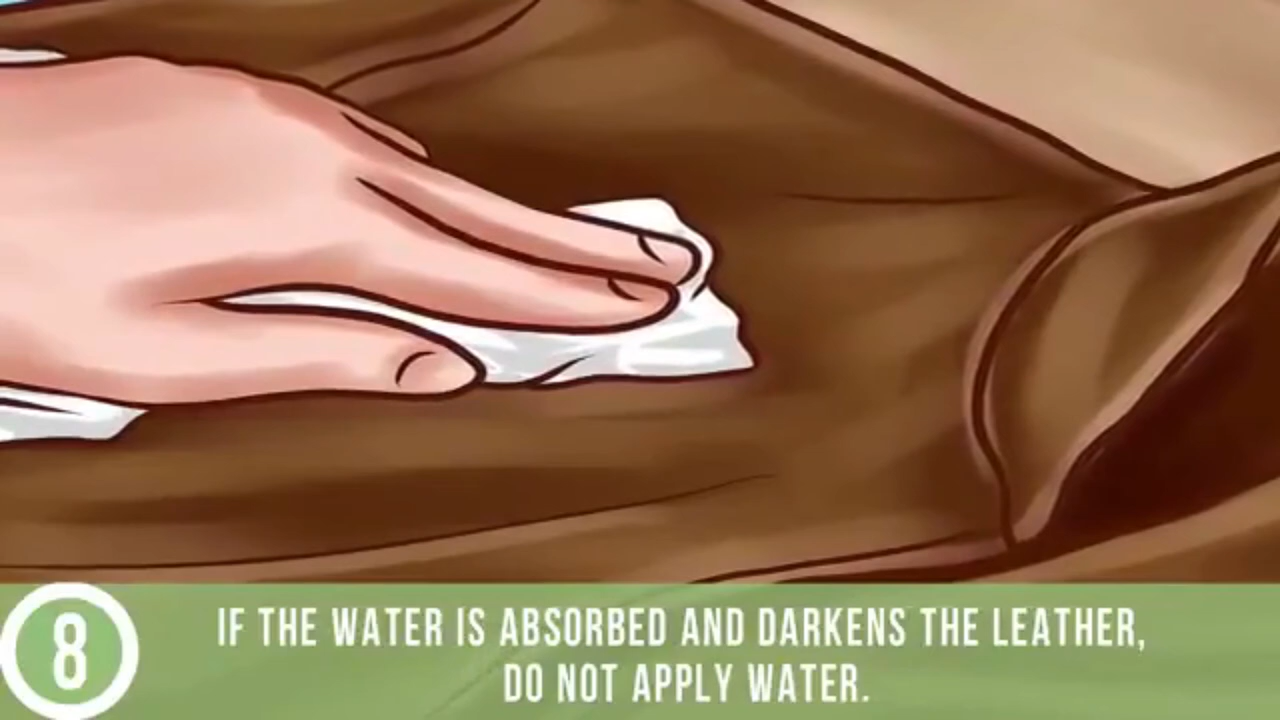 8
IF THE WATER IS ABSORBED AND DARKENS THE LEATHER,
DO NOT APPLY WATER.